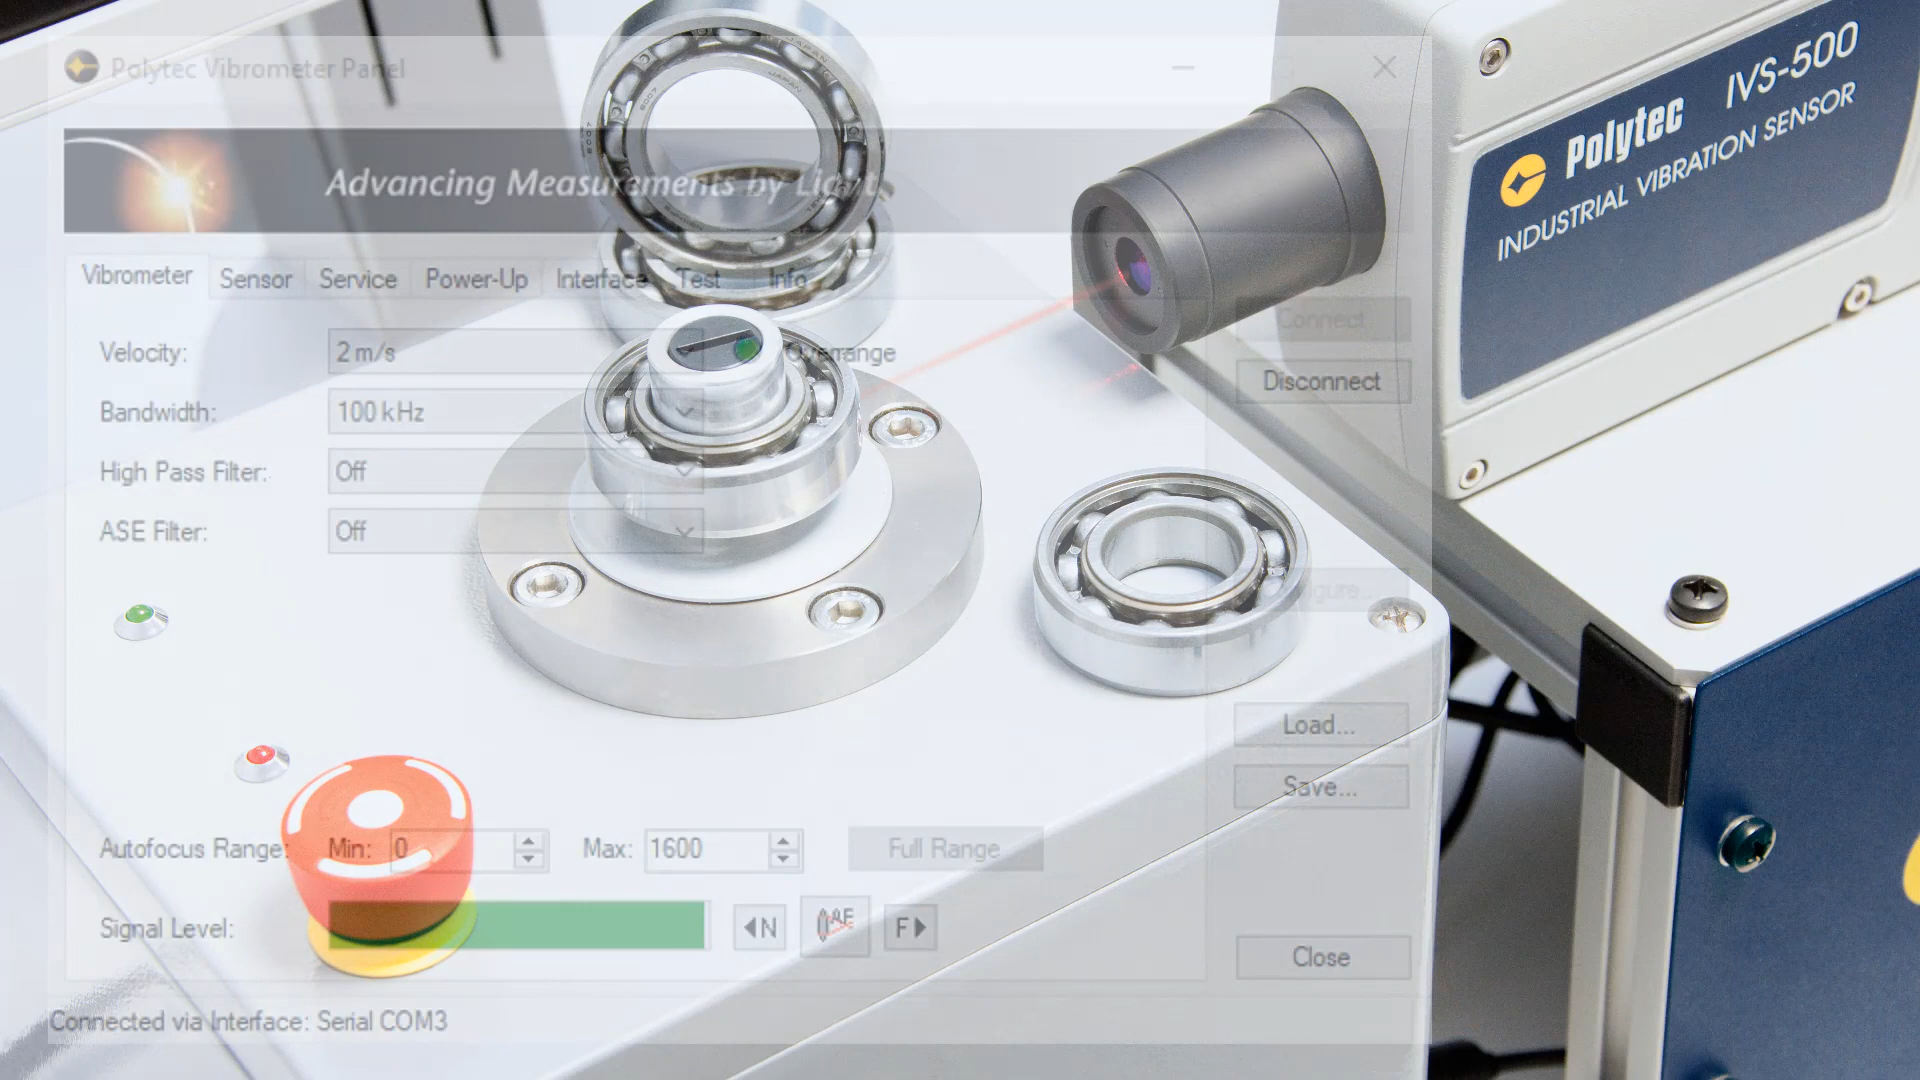 Polytec Vibrometer Panel
Advancing Measurements by Light
Vibrometer Sensor Service Power-Up Interface Test Info
Velocity: 2 m/s Overrange
Bandwidth: 100 kHz
High Pass Filter: Off
ASE Filter: Off
Connect
Disconnect
Load...
Save...
Autofocus Range: Min: 0 Max: 1600 Full Range
Signal Level: N AF F
Close
Connected via Interface: Serial COM3
Polytec IVS-500
INDUSTRIAL VIBRATION SENSOR
JAPAN
6007